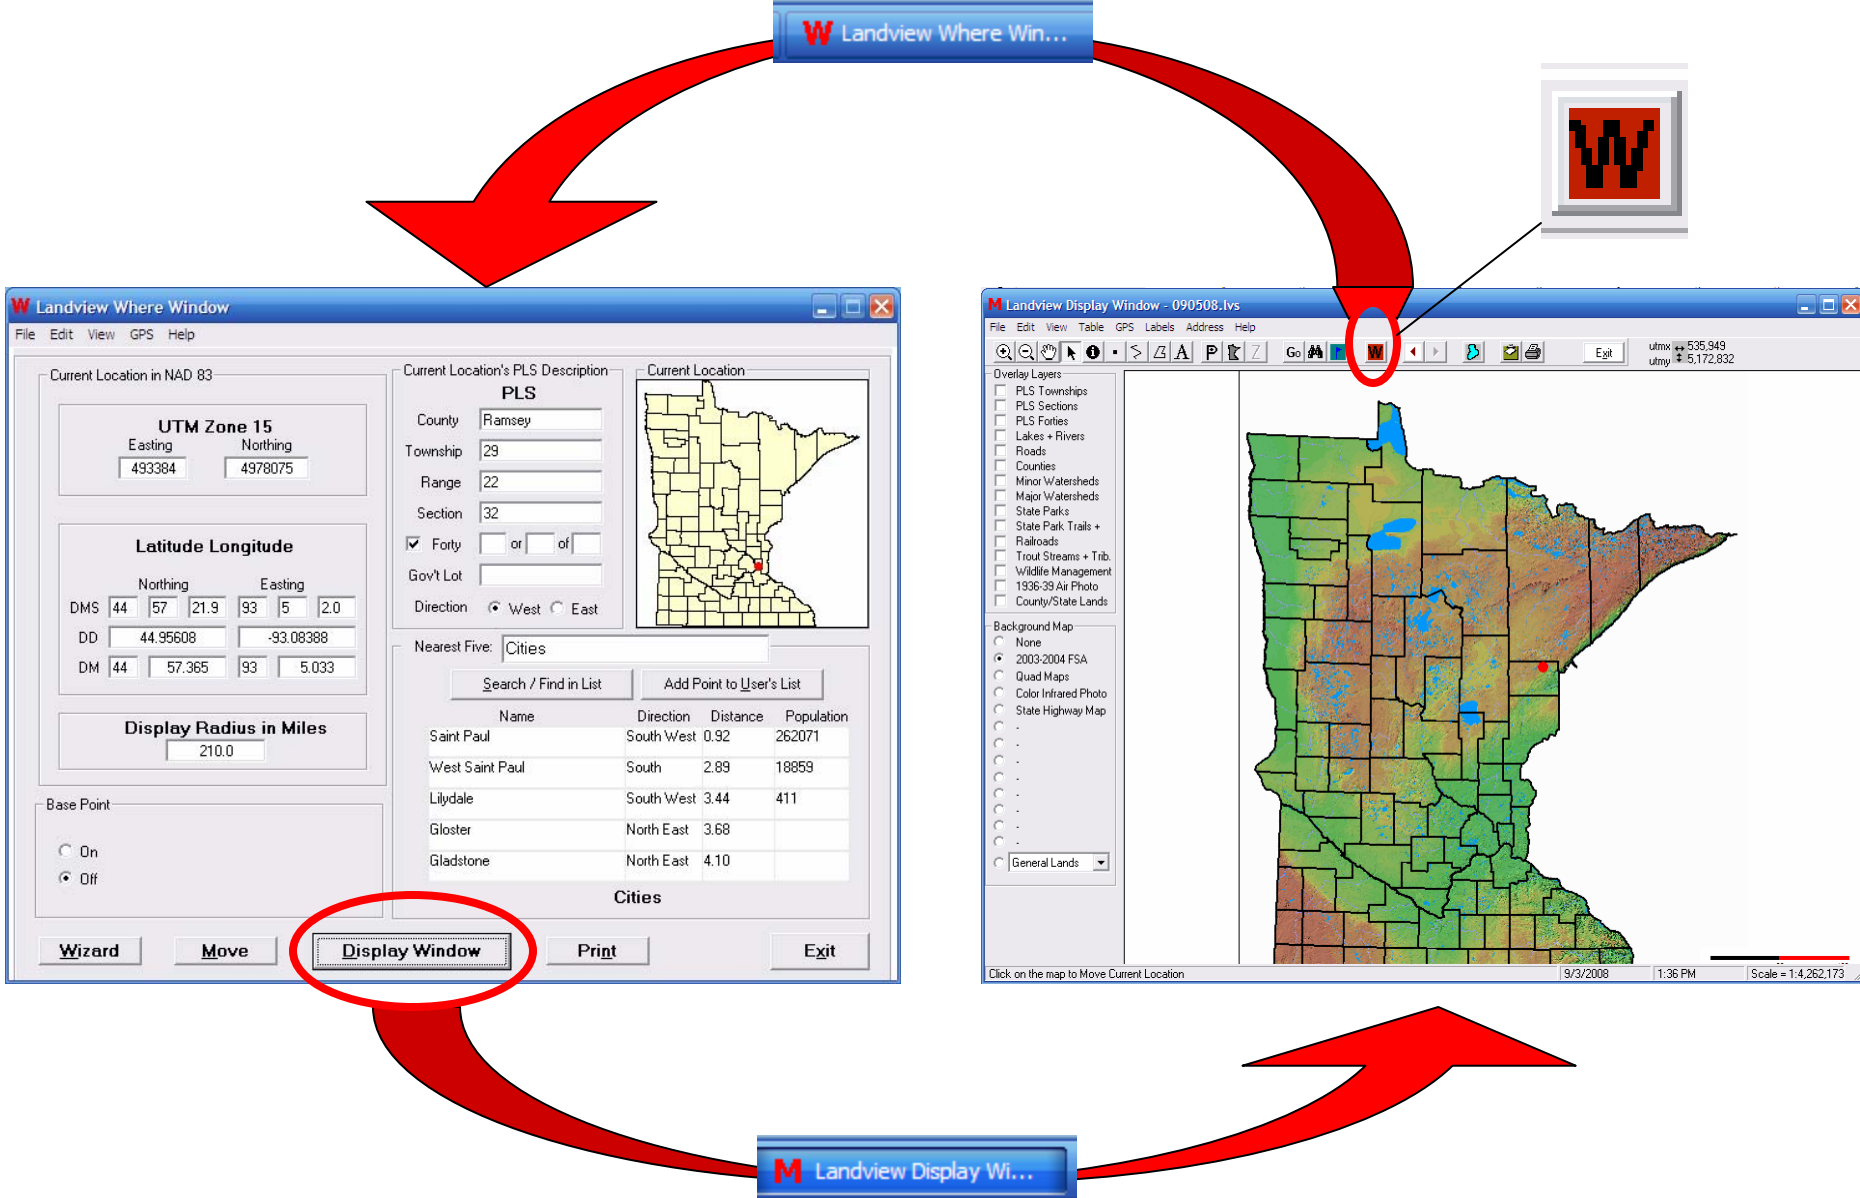 W Landview Where Win...
W
W Landview Where Window
File Edit View GPS Help
Current Location in NAD 83
UTM Zone 15
Easting Northing
493384 4978075
Latitude Longitude
Northing Easting
DMS 44 57 21.9 93 5 2.0
DD 44.95608 -93.08388
DM 44 57.365 93 5.033
Display Radius in Miles
210.0
Base Point
On
Off
Current Location's PLS Description
PLS
County Ramsey
Township 29
Range 22
Section 32
Forty or of
Gov't Lot
Direction West East
Current Location
Nearest Five: Cities
Search / Find in List Add Point to User's List
Name Direction Distance Population
Saint Paul South West 0.92 262071
West Saint Paul South 2.89 18859
Lilydale South West 3.44 411
Gloster North East 3.68
Gladstone North East 4.10
Cities
Wizard Move Display Window Print Exit
M Landview Display Window - 090508.lvs
File Edit View Table GPS Labels Address Help
A P Z Go W Exit utmx 535,949
utmy 5,172,832
Overlay Layers
PLS Townships
PLS Sections
PLS Forties
Lakes + Rivers
Roads
Counties
Minor Watersheds
Major Watersheds
State Parks
State Park Trails +
Railroads
Trout Streams + Trib.
Wildlife Management
1936-39 Air Photo
County/State Lands
Background Map
None
2003-2004 FSA
Quad Maps
Color Infrared Photo
State Highway Map
.
.
.
.
.
.
.
.
General Lands
Click on the map to Move Current Location 9/3/2008 1:36 PM Scale = 1:4,262,173
M Landview Display Wi...